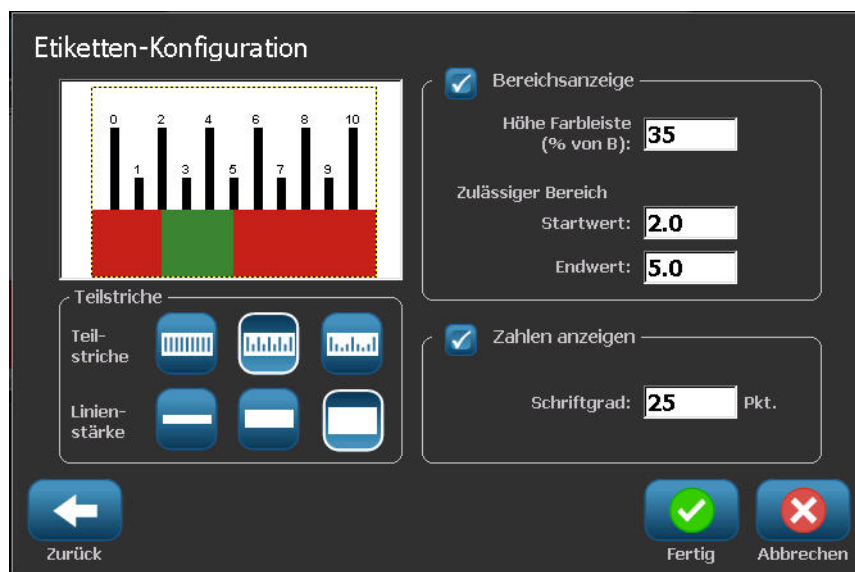 Etiketten-Konfiguration
0 2 4 6 8 10
1 3 5 7 9
Teilstriche
Teil-
striche
Linien-
stärke
Bereichsanzeige
Höhe Farbleiste
(% von B): 35
Zulässiger Bereich
Startwert: 2.0
Endwert: 5.0
Zahlen anzeigen
Schriftgrad: 25 Pkt.
Zurück
Fertig
Abbrechen